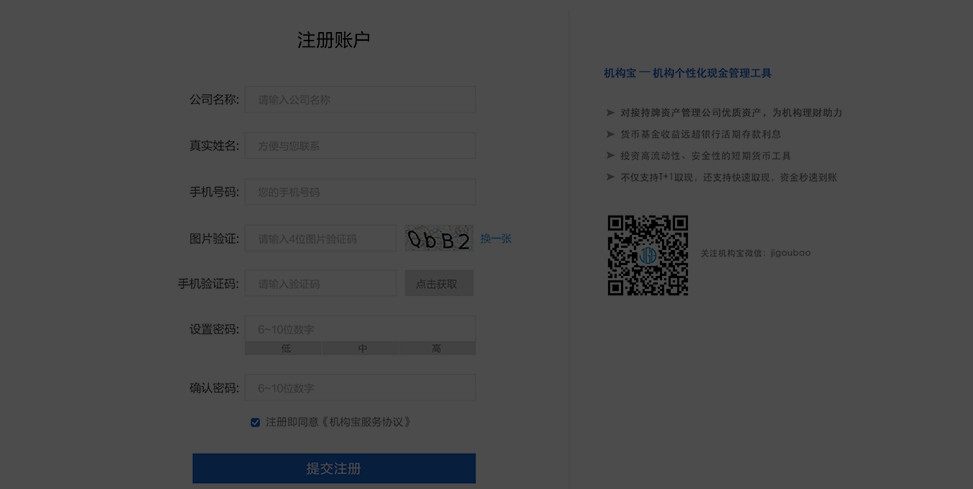 注册账户
公司名称: 请输入公司名称
真实姓名: 方便与您联系
手机号码: 您的手机号码
图片验证: 请输入4位图片验证码 QbB2 换一张
手机验证码: 请输入验证码 点击获取
设置密码: 6-10位数字
低 中 高
确认密码: 6-10位数字
注册即同意《机构宝服务协议》
提交注册
机构宝 — 机构个性化现金管理工具
➤ 对接持牌资产管理公司优质资产，为机构理财助力
➤ 货币基金收益远超银行活期存款利息
➤ 投资高流动性、安全性的短期货币工具
➤ 不仅支持T+1取现，还支持快速取现，资金秒速到账
关注机构宝微信：jigoubao